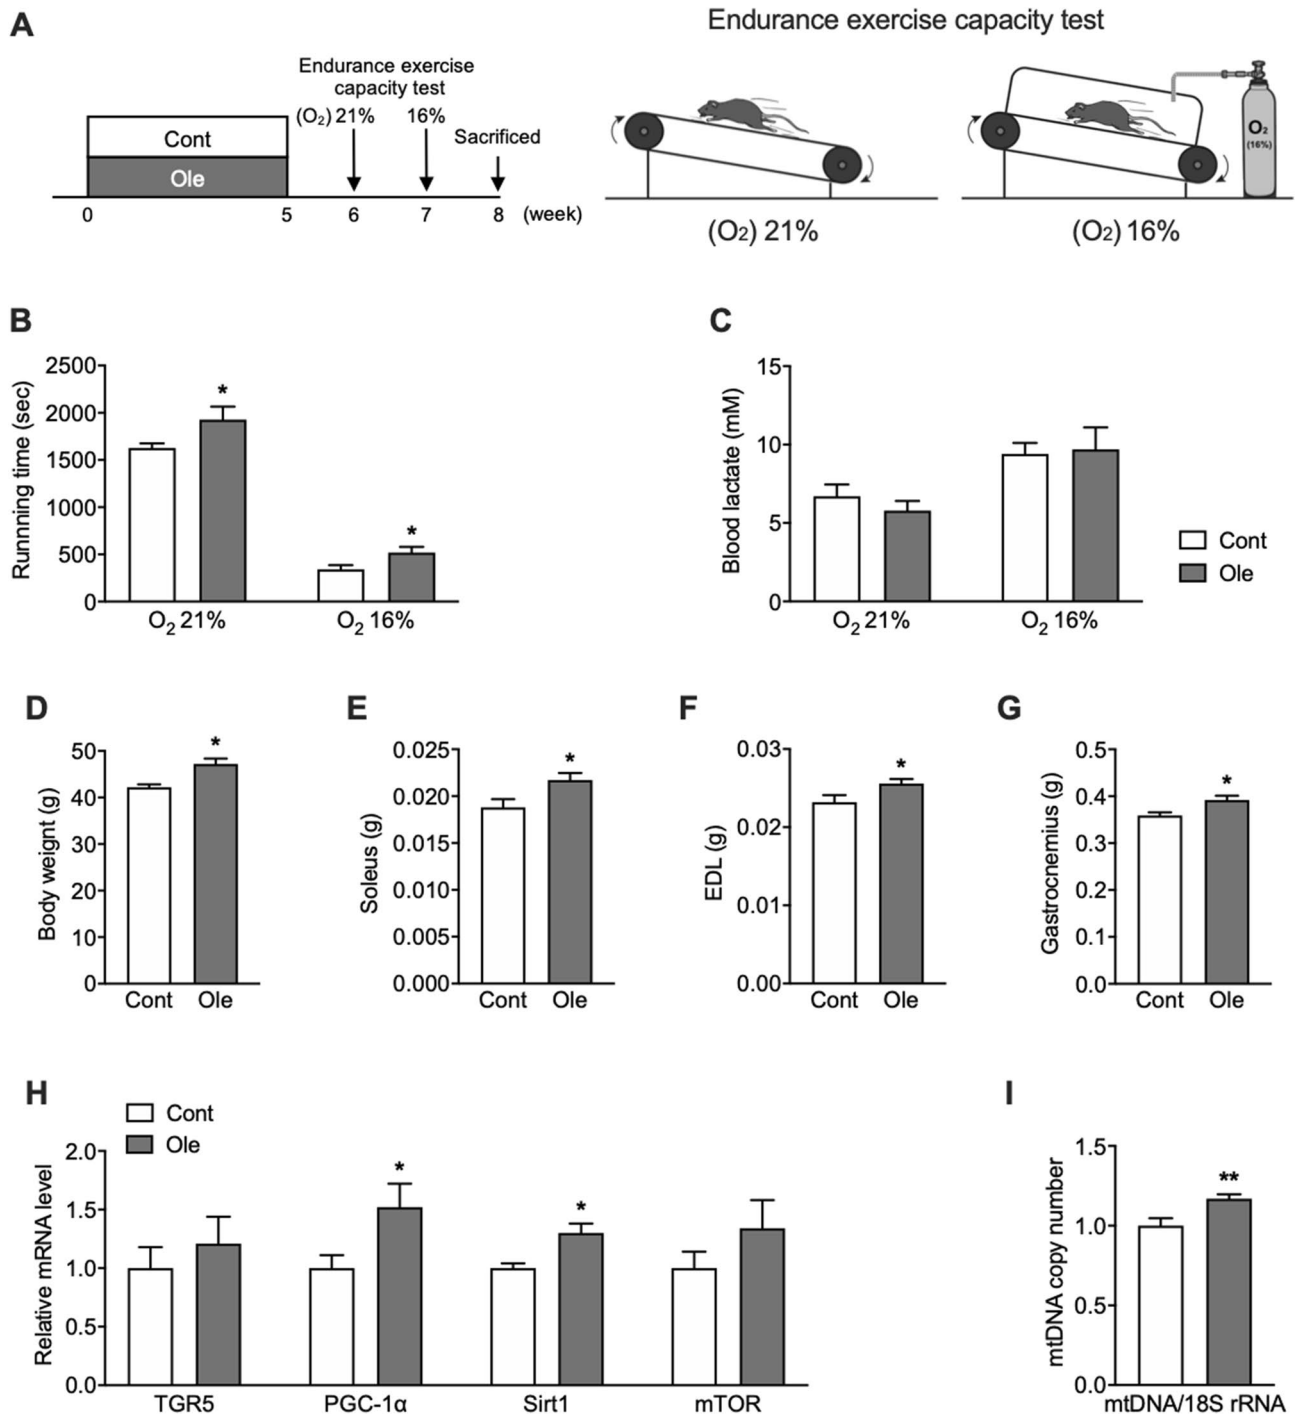 A
Endurance exercise capacity test
Endurance exercise
capacity test
(O2) 21% 16%
Sacrificed
Cont
Ole
0 5 6 7 8 (week)
O2
(16%)
(O2) 21%
(O2) 16%
B
Runnning time (sec)
2500
2000
1500
1000
500
0
*
*
O2 21% O2 16%
C
Blood lactate (mM)
15
10
5
0
O2 21% O2 16%
Cont
Ole
D
Body weignt (g)
50
40
30
20
10
0
*
Cont Ole
E
Soleus (g)
0.025
0.020
0.015
0.010
0.005
0.000
*
Cont Ole
F
EDL (g)
0.03
0.02
0.01
0.00
*
Cont Ole
G
Gastrocnemius (g)
0.5
0.4
0.3
0.2
0.1
0.0
*
Cont Ole
H
Cont
Ole
Relative mRNA level
2.0
1.5
1.0
0.5
0.0
*
*
TGR5 PGC-1α Sirt1 mTOR
I
mtDNA copy number
1.5
1.0
0.5
0.0
**
mtDNA/18S rRNA